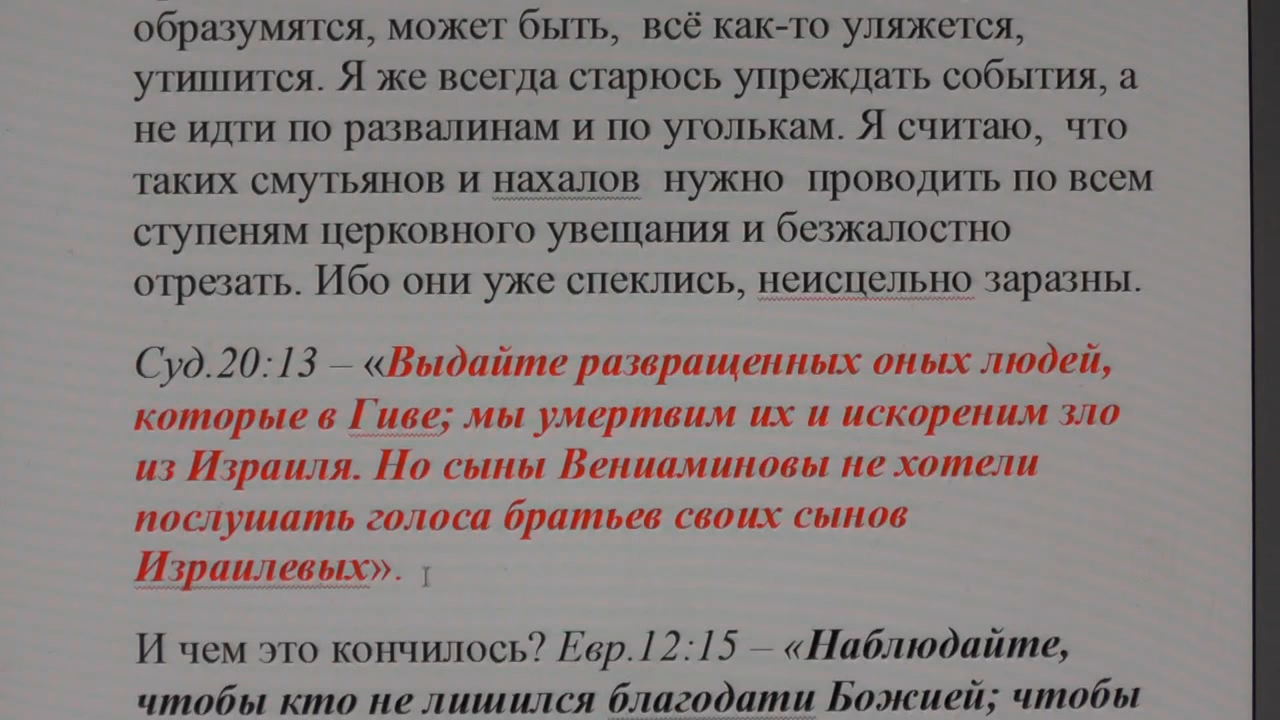 образумятся, может быть, всё как-то уляжется,
утишится. Я же всегда стараюсь упреждать события, а
не идти по развалинам и по уголькам. Я считаю, что
таких смутьянов и нахалов нужно проводить по всем
ступеням церковного увещания и безжалостно
отрезать. Ибо они уже спеклись, неисцельно заразны.
Суд.20:13 – «Выдайте развращенных оных людей,
которые в Гиве; мы умертвим их и искореним зло
из Израиля. Но сыны Вениаминовы не хотели
послушать голоса братьев своих сынов
Израилевых».
И чем это кончилось? Евр.12:15 – «Наблюдайте,
чтобы кто не лишился благодати Божией; чтобы